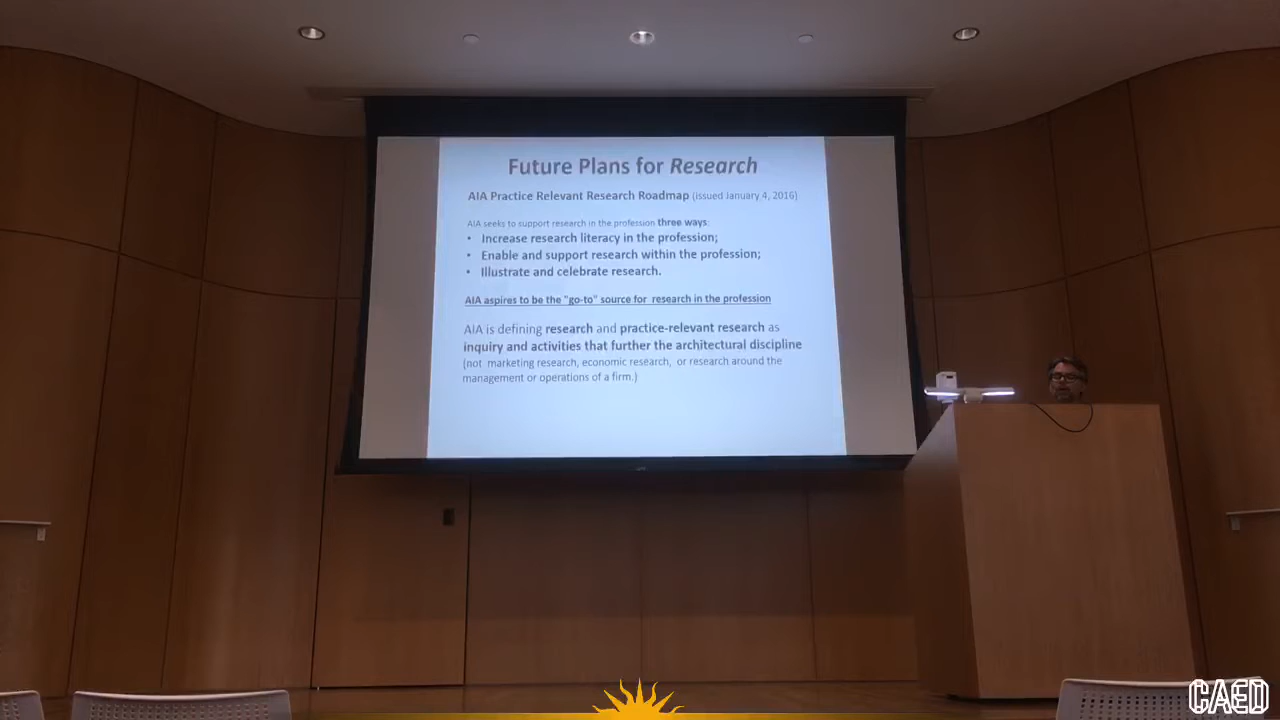 Future Plans for Research
AIA Practice Relevant Research Roadmap (issued January 4, 2016)
AIA seeks to support research in the profession three ways:
• Increase research literacy in the profession;
• Enable and support research within the profession;
• Illustrate and celebrate research.
AIA aspires to be the "go-to" source for research in the profession
AIA is defining research and practice-relevant research as
inquiry and activities that further the architectural discipline
(not marketing research, economic research, or research around the
management or operations of a firm.)
CAED